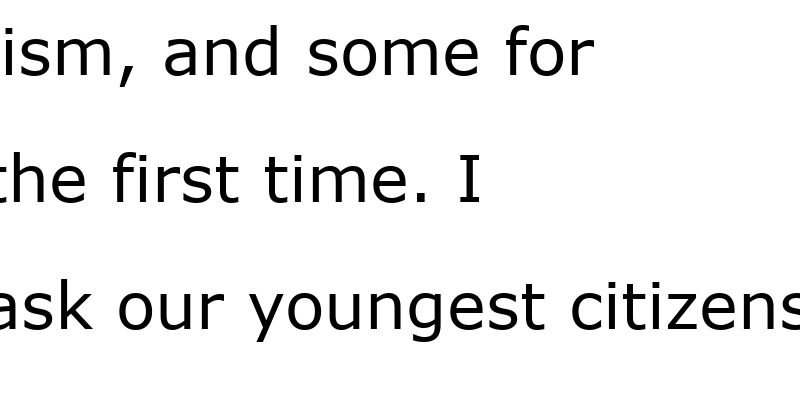 ism, and some for
the first time. I
ask our youngest citizens